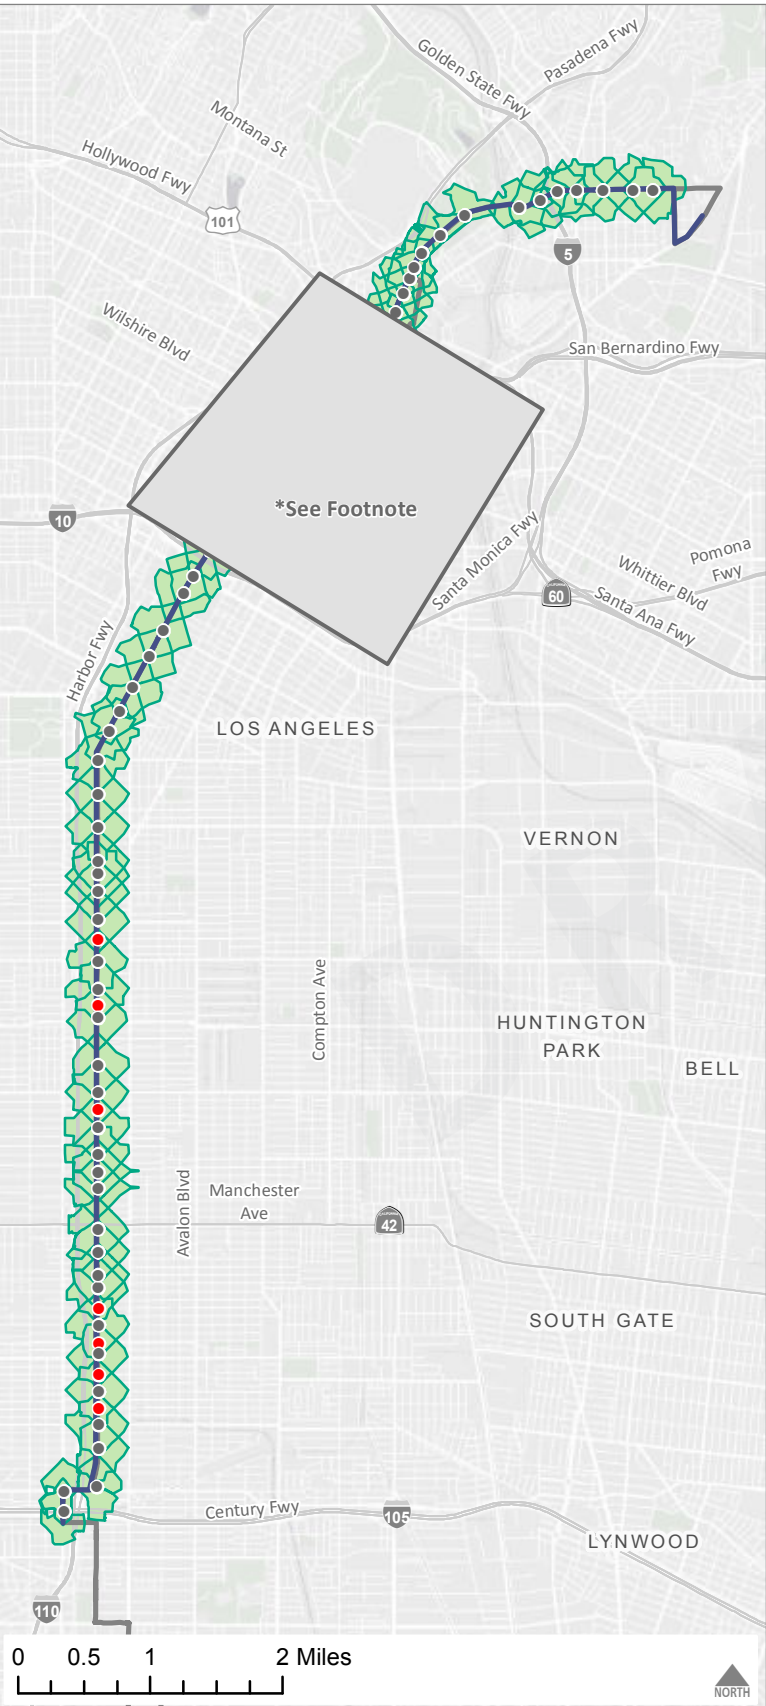 Pasadena Fwy
Golden State Fwy
Montana St
Hollywood Fwy
101
5
Wilshire Blvd
San Bernardino Fwy
*See Footnote
10
Santa Monica Fwy
Pomona
Fwy
Whittier Blvd
60
Santa Ana Fwy
Harbor Fwy
LOS ANGELES
VERNON
Compton Ave
HUNTINGTON
PARK
BELL
Avalon Blvd
Manchester
Ave
42
SOUTH GATE
Century Fwy
105
LYNWOOD
110
0 0.5 1 2 Miles
NORTH